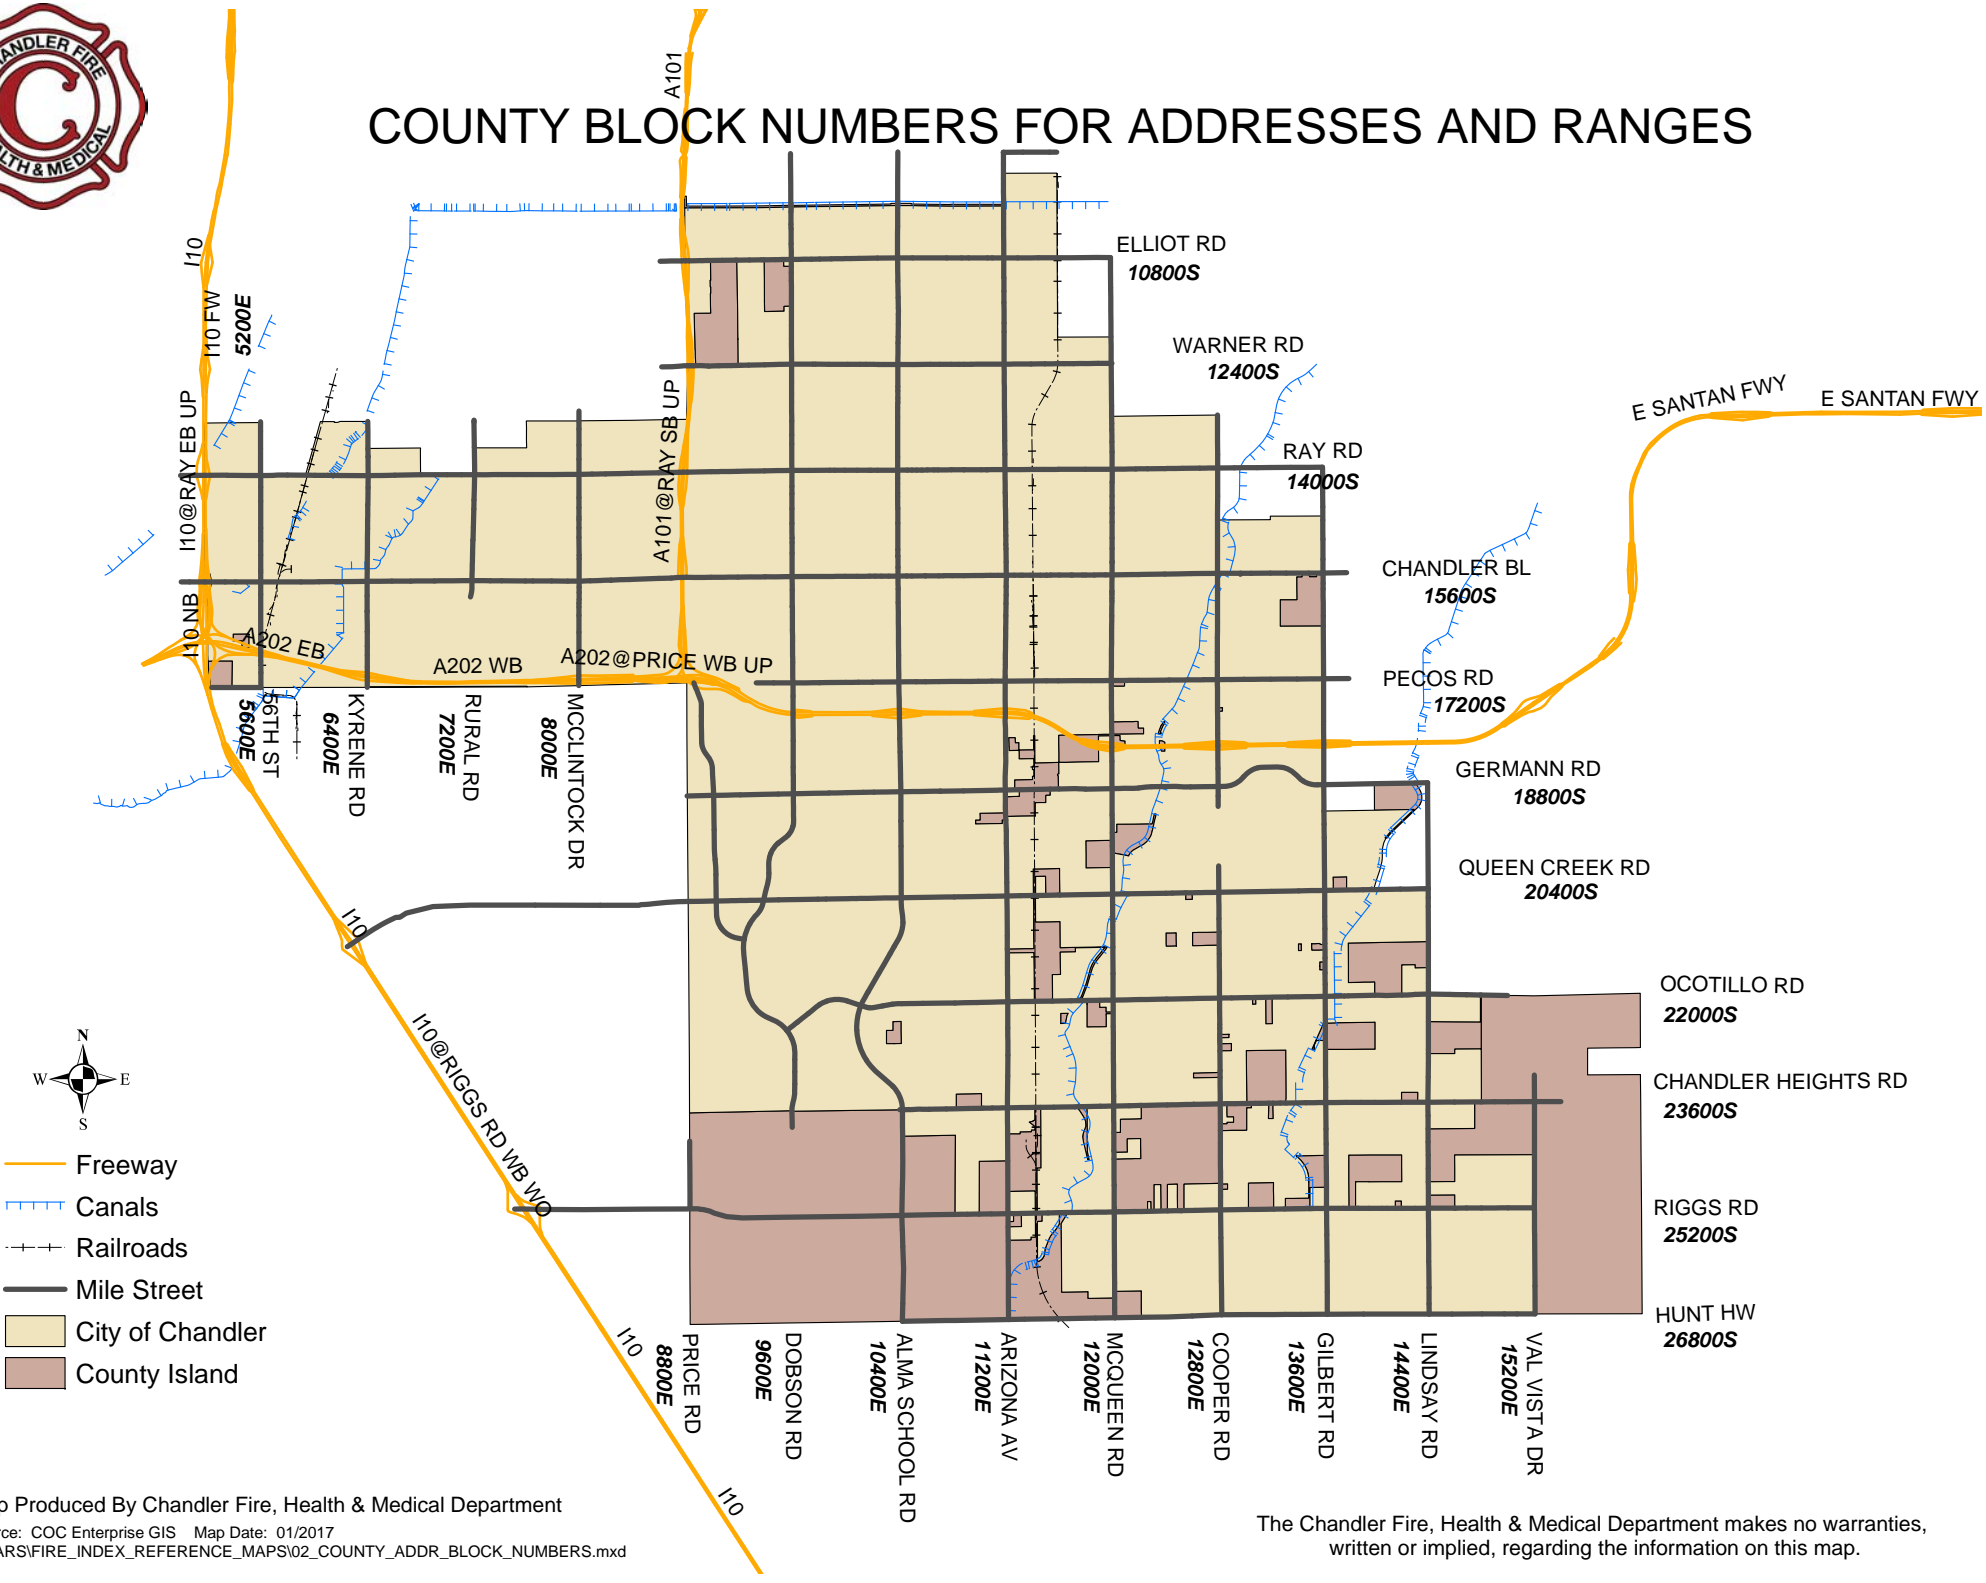 ANDLER FIRE
C
LTH & MEDICAL
COUNTY BLOCK NUMBERS FOR ADDRESSES AND RANGES
A101
I10
I10 FW
5200E
I10@RAY EB UP
A101@RAY SB UP
I10 NB
A202 EB
A202 WB
A202@PRICE WB UP
ELLIOT RD
10800S
WARNER RD
12400S
E SANTAN FWY
E SANTAN FWY
RAY RD
14000S
CHANDLER BL
15600S
PECOS RD
17200S
GERMANN RD
18800S
QUEEN CREEK RD
20400S
OCOTILLO RD
22000S
CHANDLER HEIGHTS RD
23600S
RIGGS RD
25200S
HUNT HW
26800S
56TH ST
5600E
KYRENE RD
6400E
RURAL RD
7200E
MCCLINTOCK DR
8000E
I10
I10@RIGGS RD WB WO
I10
I10
PRICE RD
8800E
DOBSON RD
9600E
ALMA SCHOOL RD
10400E
ARIZONA AV
11200E
MCQUEEN RD
12000E
COOPER RD
12800E
GILBERT RD
13600E
LINDSAY RD
14400E
VAL VISTA DR
15200E
N
W E
S
Freeway
Canals
Railroads
Mile Street
City of Chandler
County Island
p Produced By Chandler Fire, Health & Medical Department
rce: COC Enterprise GIS Map Date: 01/2017
ARS\FIRE_INDEX_REFERENCE_MAPS\02_COUNTY_ADDR_BLOCK_NUMBERS.mxd
The Chandler Fire, Health & Medical Department makes no warranties,
written or implied, regarding the information on this map.